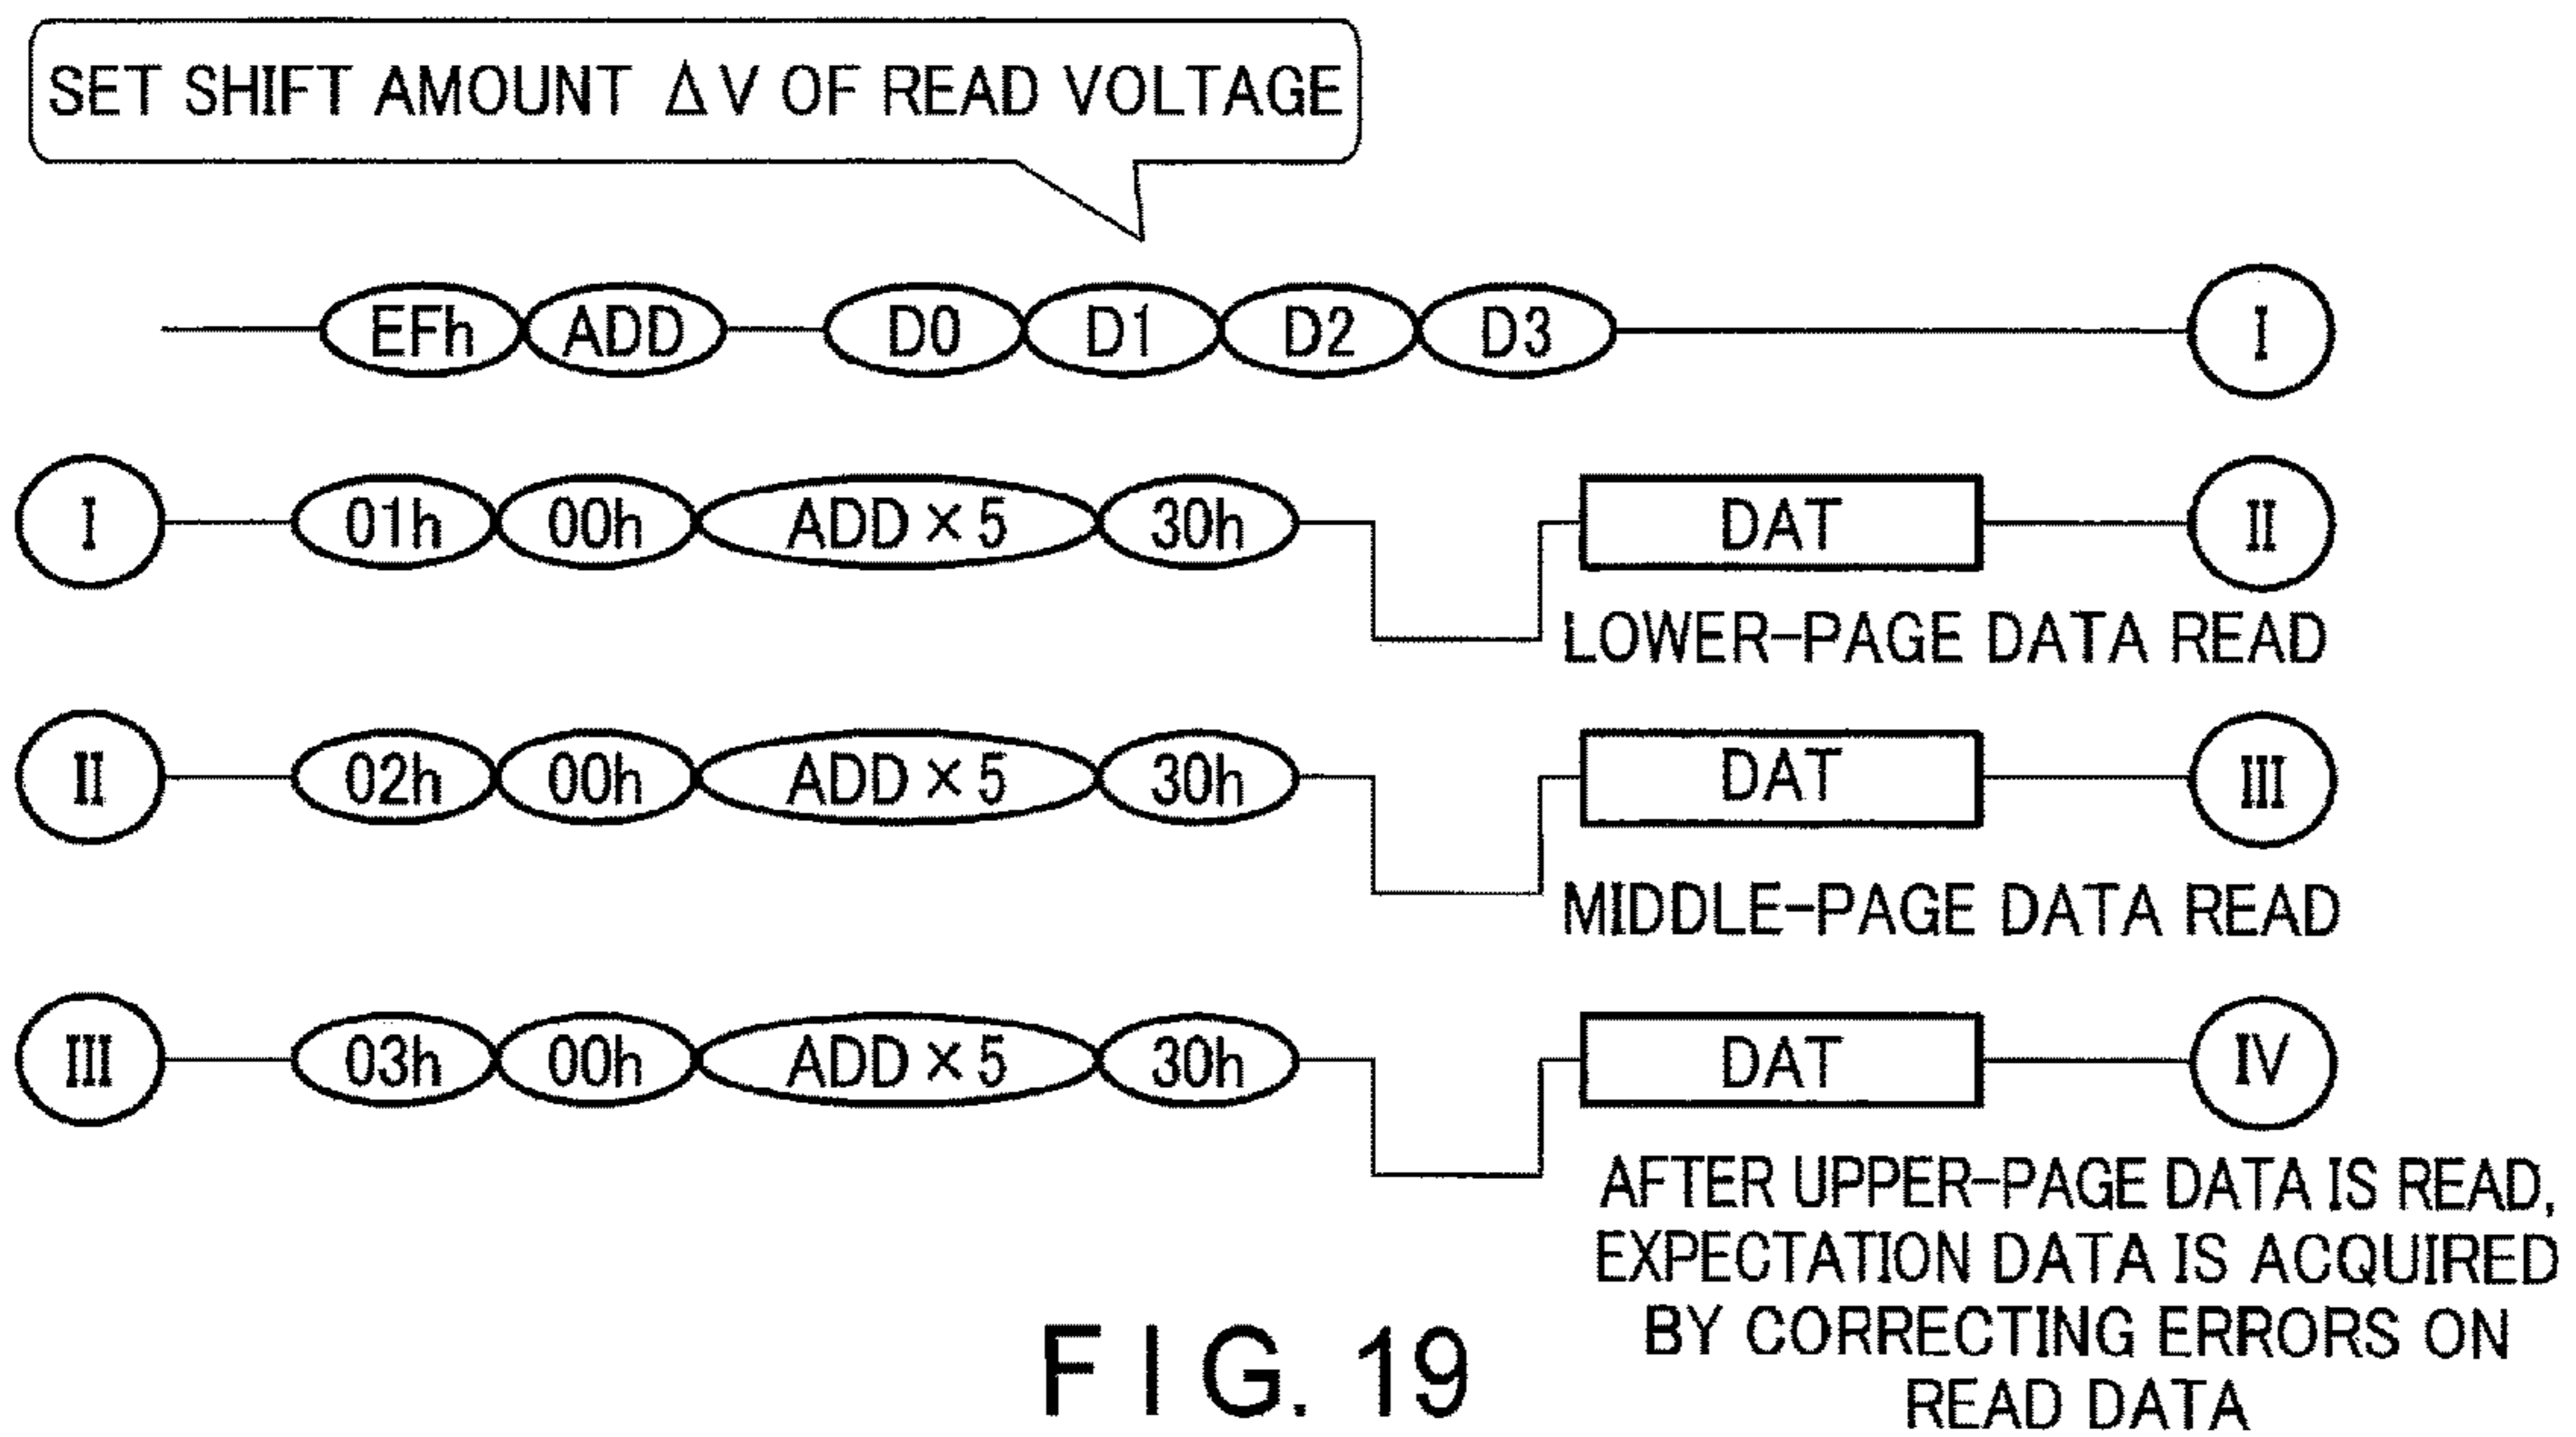 SET SHIFT AMOUNT ΔV OF READ VOLTAGE
EFh ADD D0 D1 D2 D3 I
I 01h 00h ADD×5 30h DAT II
LOWER-PAGE DATA READ
II 02h 00h ADD×5 30h DAT III
MIDDLE-PAGE DATA READ
III 03h 00h ADD×5 30h DAT IV
AFTER UPPER-PAGE DATA IS READ,
EXPECTATION DATA IS ACQUIRED
BY CORRECTING ERRORS ON
READ DATA
FIG. 19